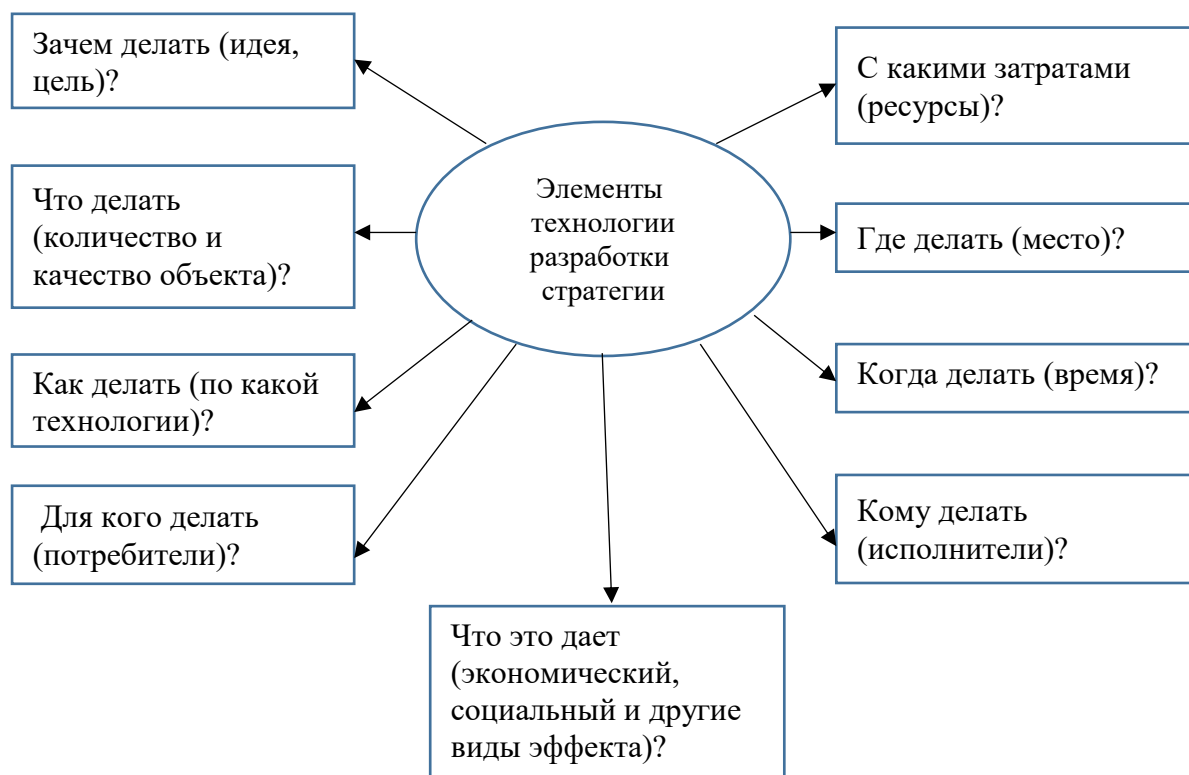 Зачем делать (идея,
цель)?
С какими затратами
(ресурсы)?
Что делать
(количество и
качество объекта)?
Элементы
технологии
разработки
стратегии
Где делать (место)?
Как делать (по какой
технологии)?
Когда делать (время)?
Для кого делать
(потребители)?
Кому делать
(исполнители)?
Что это дает
(экономический,
социальный и другие
виды эффекта)?